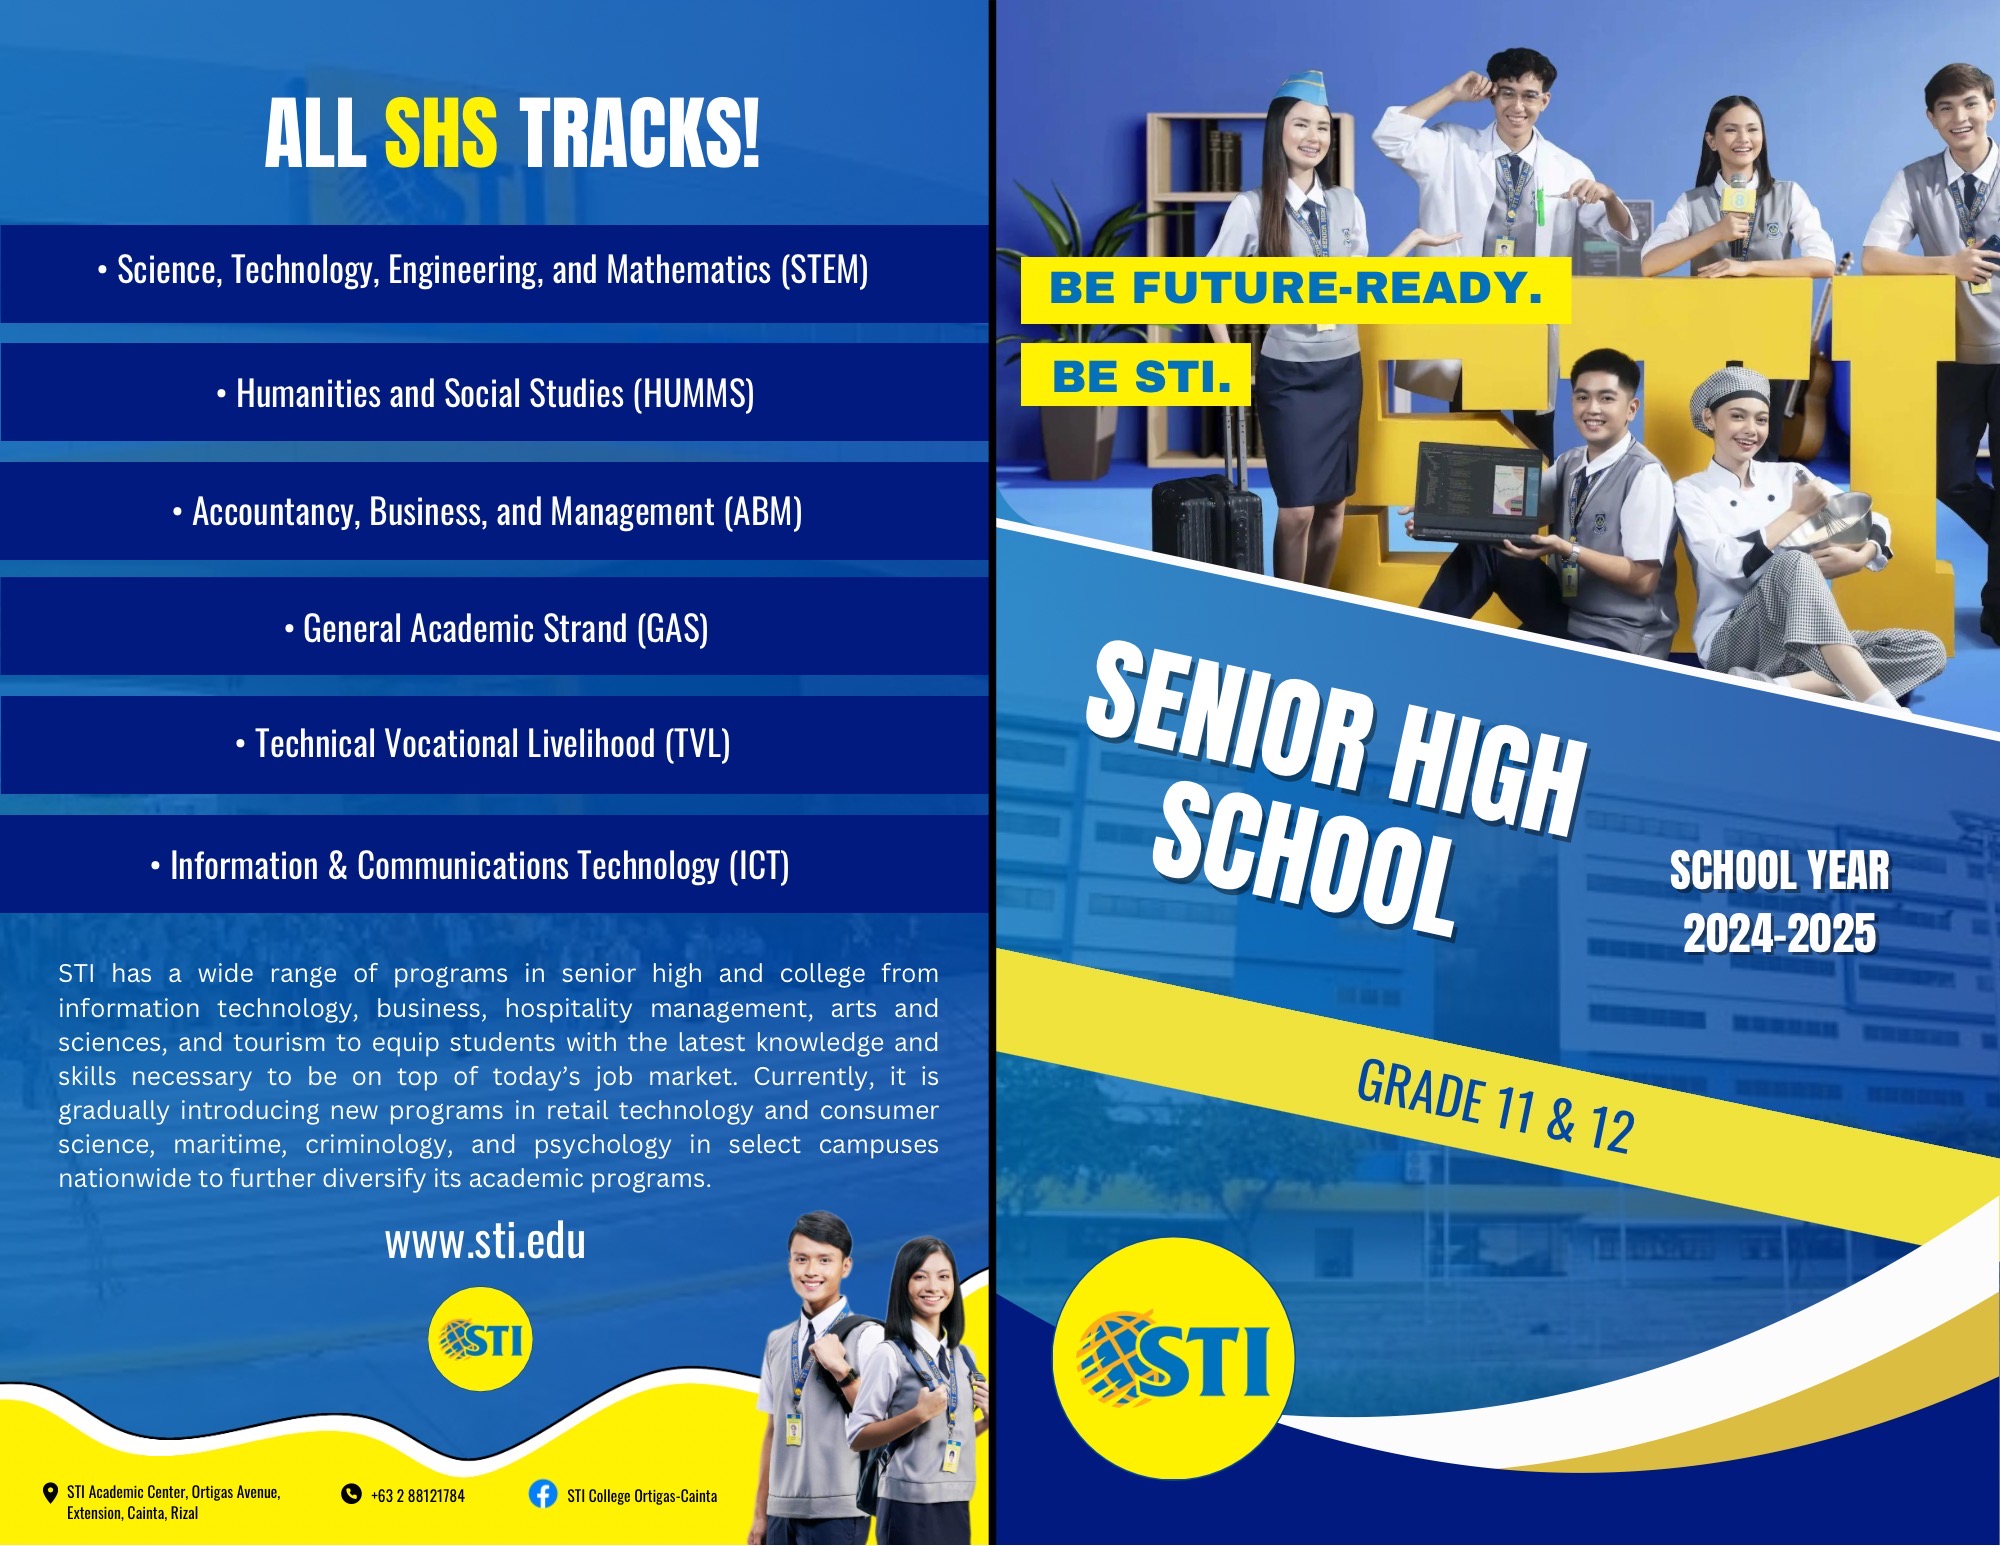 ALL SHS TRACKS!
• Science, Technology, Engineering, and Mathematics (STEM)
• Humanities and Social Studies (HUMMS)
• Accountancy, Business, and Management (ABM)
• General Academic Strand (GAS)
• Technical Vocational Livelihood (TVL)
• Information & Communications Technology (ICT)
STI has a wide range of programs in senior high and college from
information technology, business, hospitality management, arts and
sciences, and tourism to equip students with the latest knowledge and
skills necessary to be on top of today’s job market. Currently, it is
gradually introducing new programs in retail technology and consumer
science, maritime, criminology, and psychology in select campuses
nationwide to further diversify its academic programs.
www.sti.edu
STI
STI Academic Center, Ortigas Avenue,
Extension, Cainta, Rizal
+63 2 88121784
STI College Ortigas-Cainta
BE FUTURE-READY.
BE STI.
STI
SENIOR HIGH
SCHOOL
SCHOOL YEAR
2024-2025
GRADE 11 & 12
STI